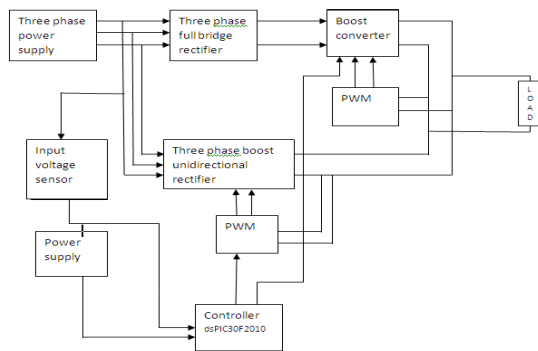 Three phase
power
supply
Three phase
full bridge
rectifier
Boost
converter
PWM
L
O
A
D
Input
voltage
sensor
Three phase boost
unidirectional
rectifier
Power
supply
PWM
Controller
dsPIC30F2010